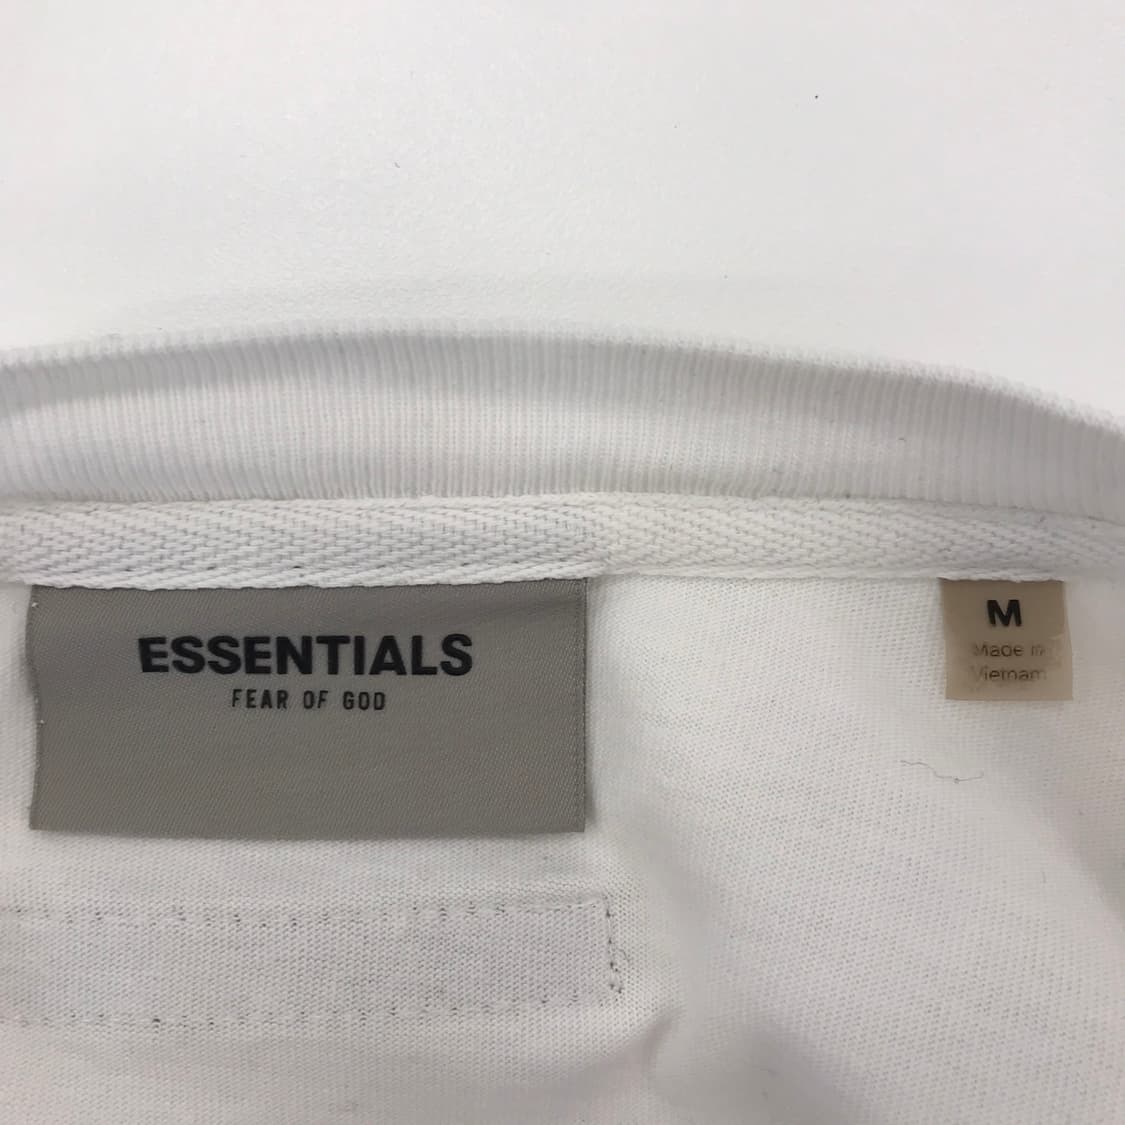 ESSENTIALS
FEAR OF GOD
M
Made in
Vietnam